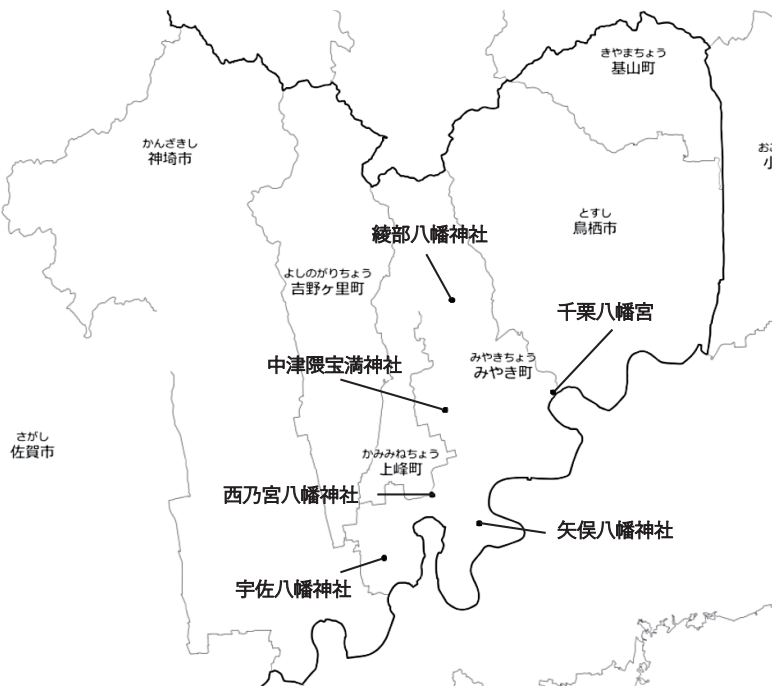 きやまちょう
基山町
かんざきし
神埼市
おご
小
とすし
鳥栖市
綾部八幡神社
よしのがりちょう
吉野ヶ里町
千栗八幡宮
みやきちょう
みやき町
中津隈宝満神社
さがし
佐賀市
かみみねちょう
上峰町
西乃宮八幡神社
矢俣八幡神社
宇佐八幡神社